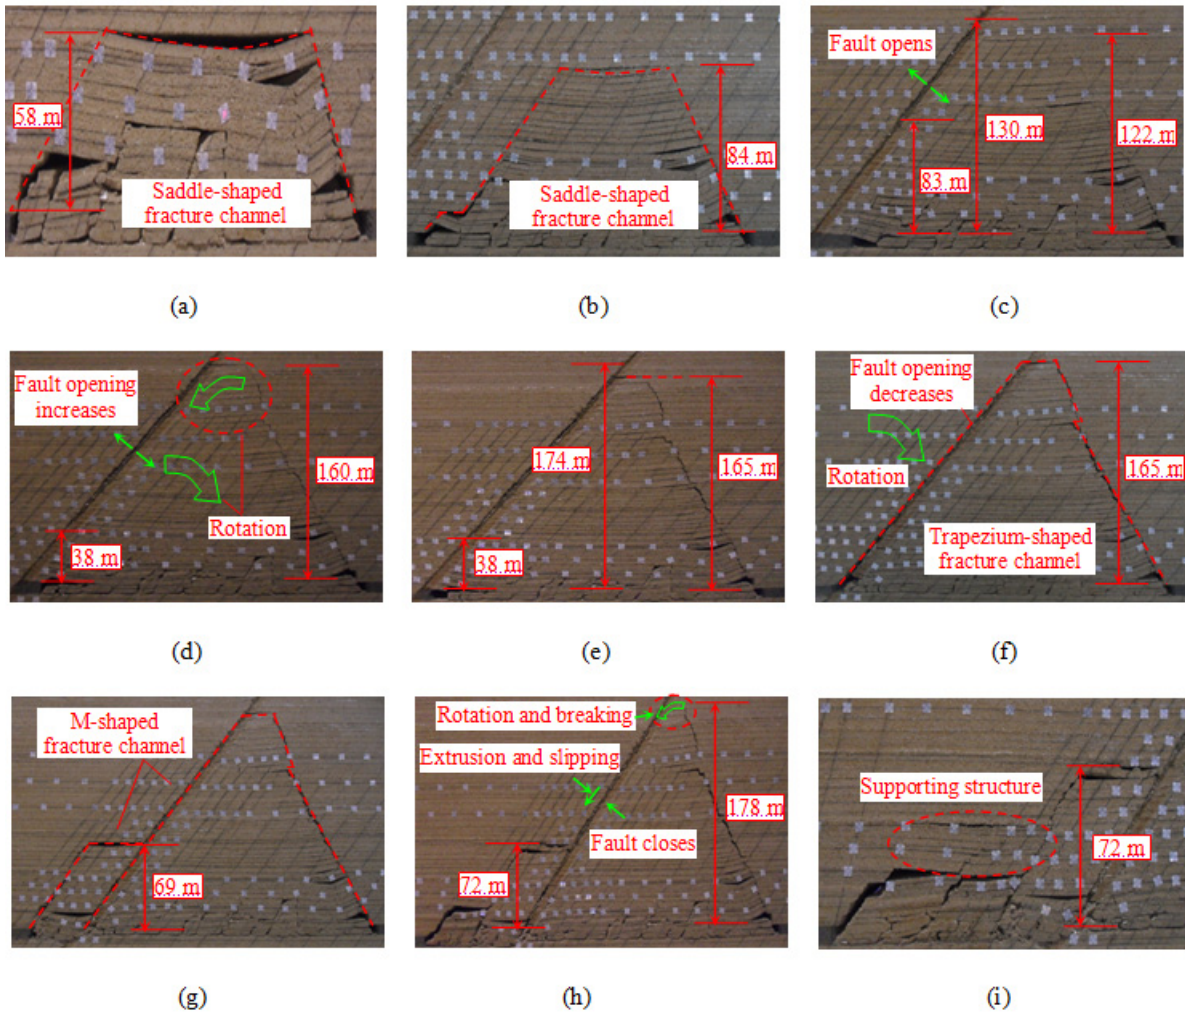 58 m
Saddle-shaped
fracture channel
(a)
84 m
Saddle-shaped
fracture channel
(b)
Fault opens
83 m
130 m
122 m
(c)
Fault opening
increases
160 m
Rotation
38 m
(d)
174 m
165 m
38 m
(e)
Fault opening
decreases
Rotation
165 m
Trapezium-shaped
fracture channel
(f)
M-shaped
fracture channel
69 m
(g)
Rotation and breaking
Extrusion and slipping
178 m
Fault closes
72 m
(h)
Supporting structure
72 m
(i)